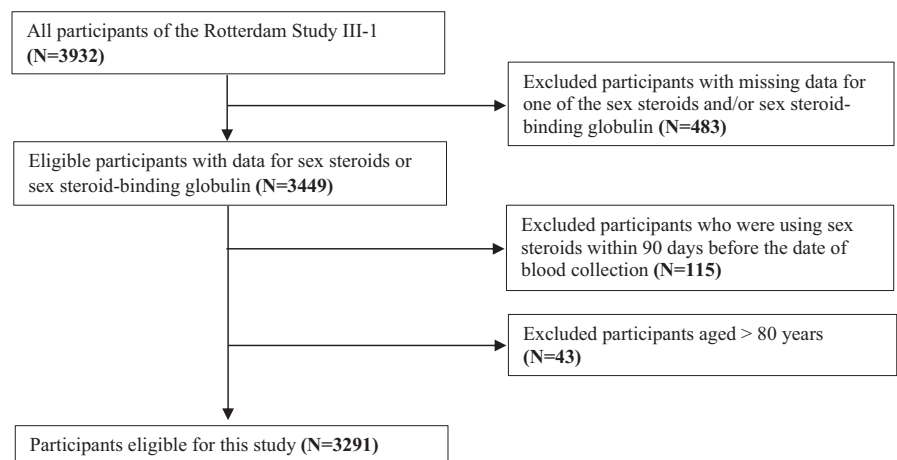 All participants of the Rotterdam Study III-1
(N=3932)
Excluded participants with missing data for
one of the sex steroids and/or sex steroid-
binding globulin (N=483)
Eligible participants with data for sex steroids or
sex steroid-binding globulin (N=3449)
Excluded participants who were using sex
steroids within 90 days before the date of
blood collection (N=115)
Excluded participants aged > 80 years
(N=43)
Participants eligible for this study (N=3291)